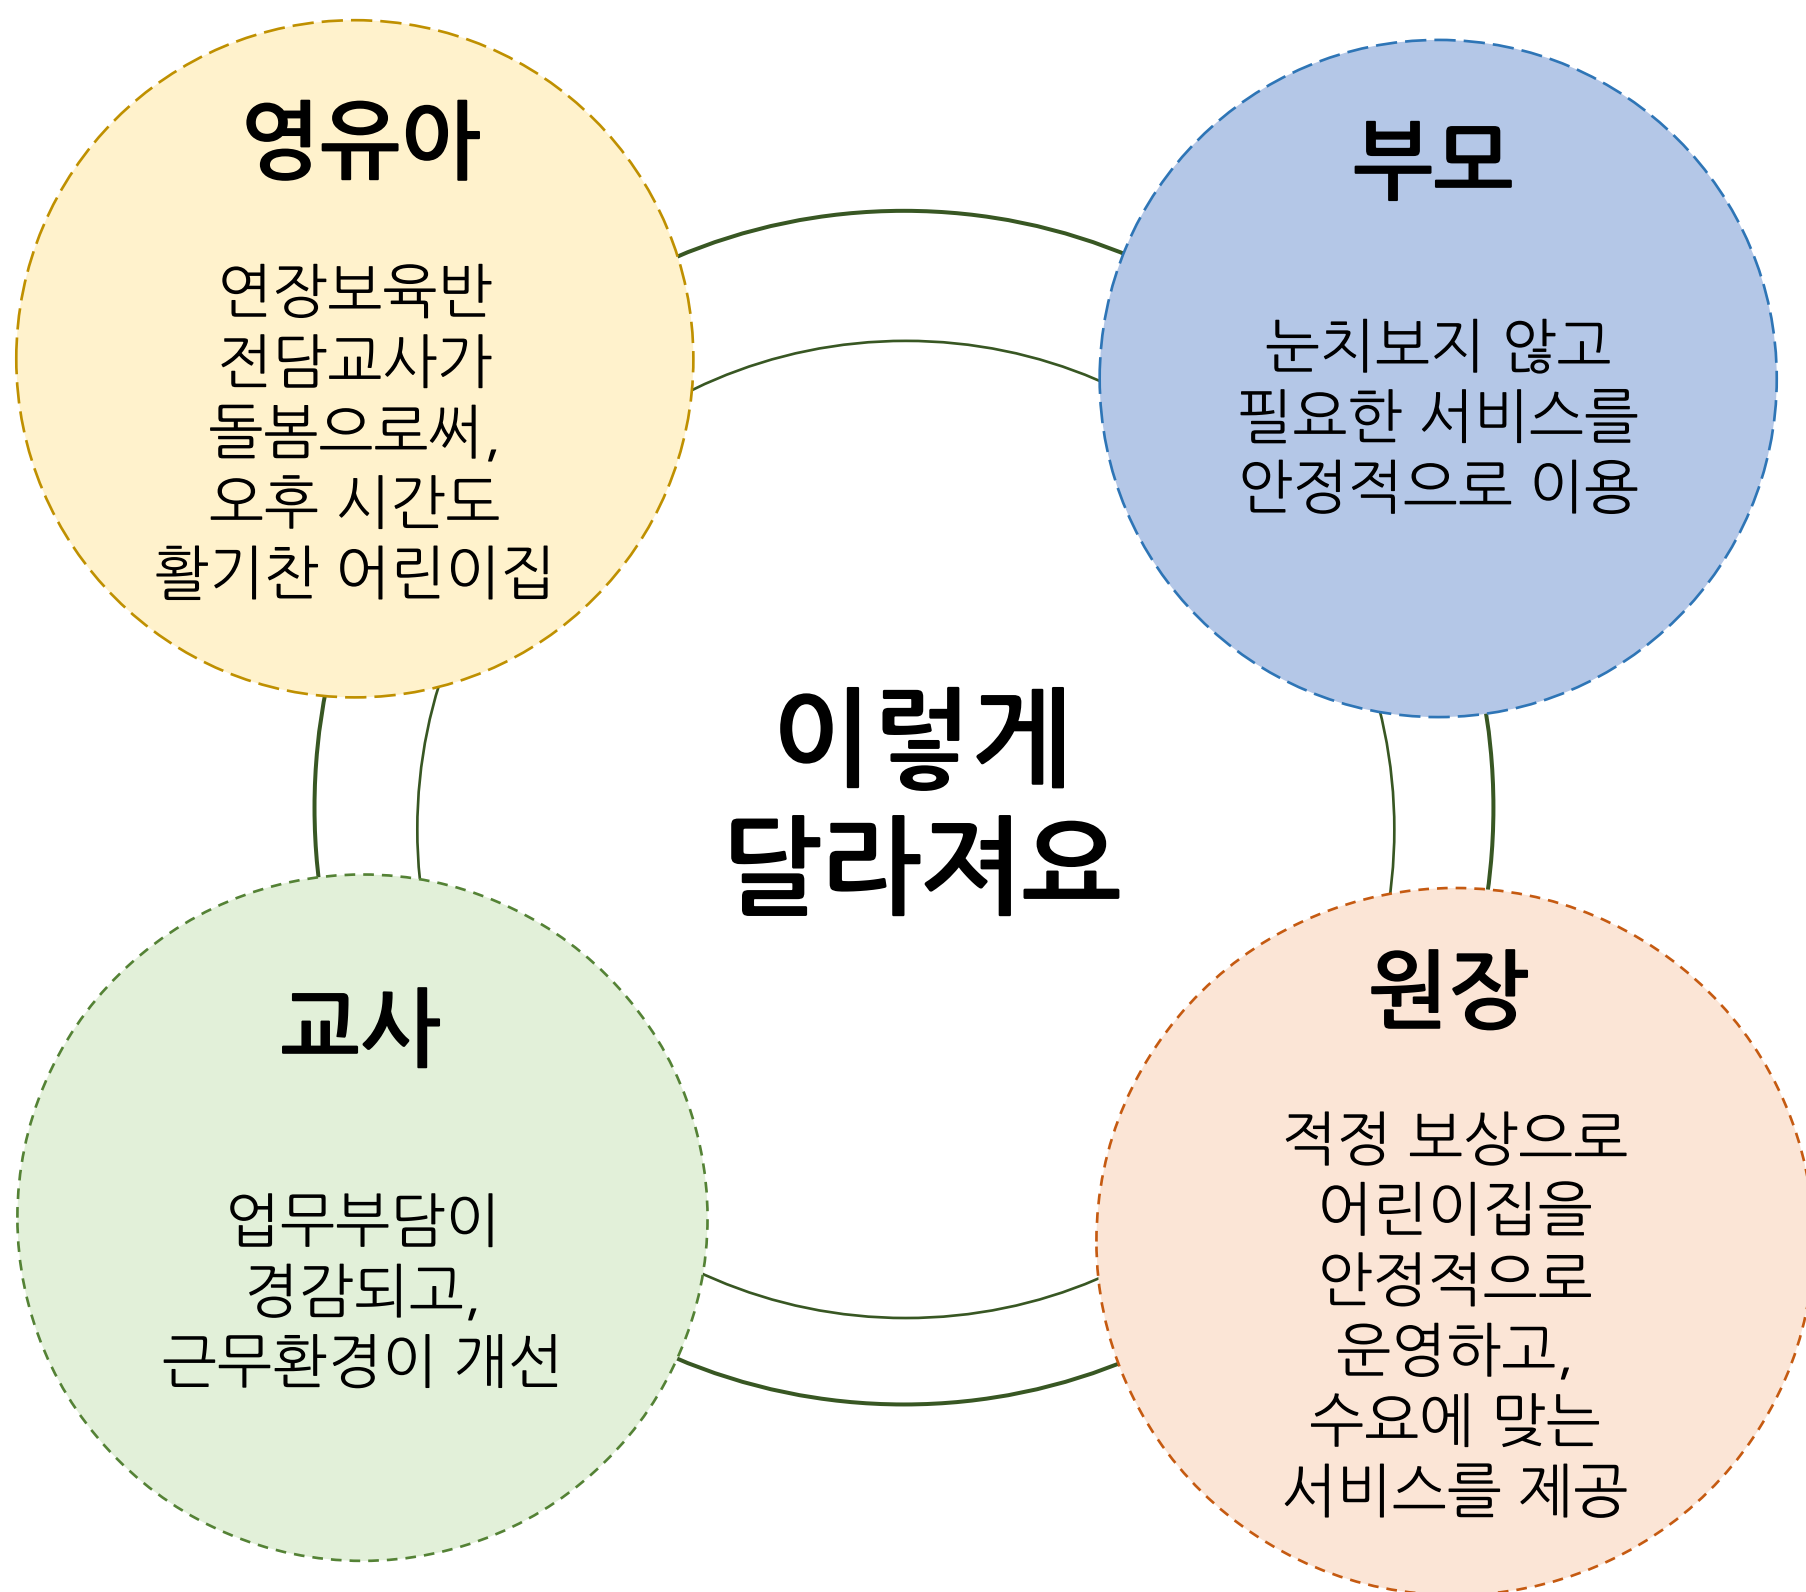 영유아
연장보육반
전담교사가
돌봄으로써,
오후 시간도
활기찬 어린이집
부모
눈치보지 않고
필요한 서비스를
안정적으로 이용
이렇게
달라져요
교사
업무부담이
경감되고,
근무환경이 개선
원장
적정 보상으로
어린이집을
안정적으로
운영하고,
수요에 맞는
서비스를 제공